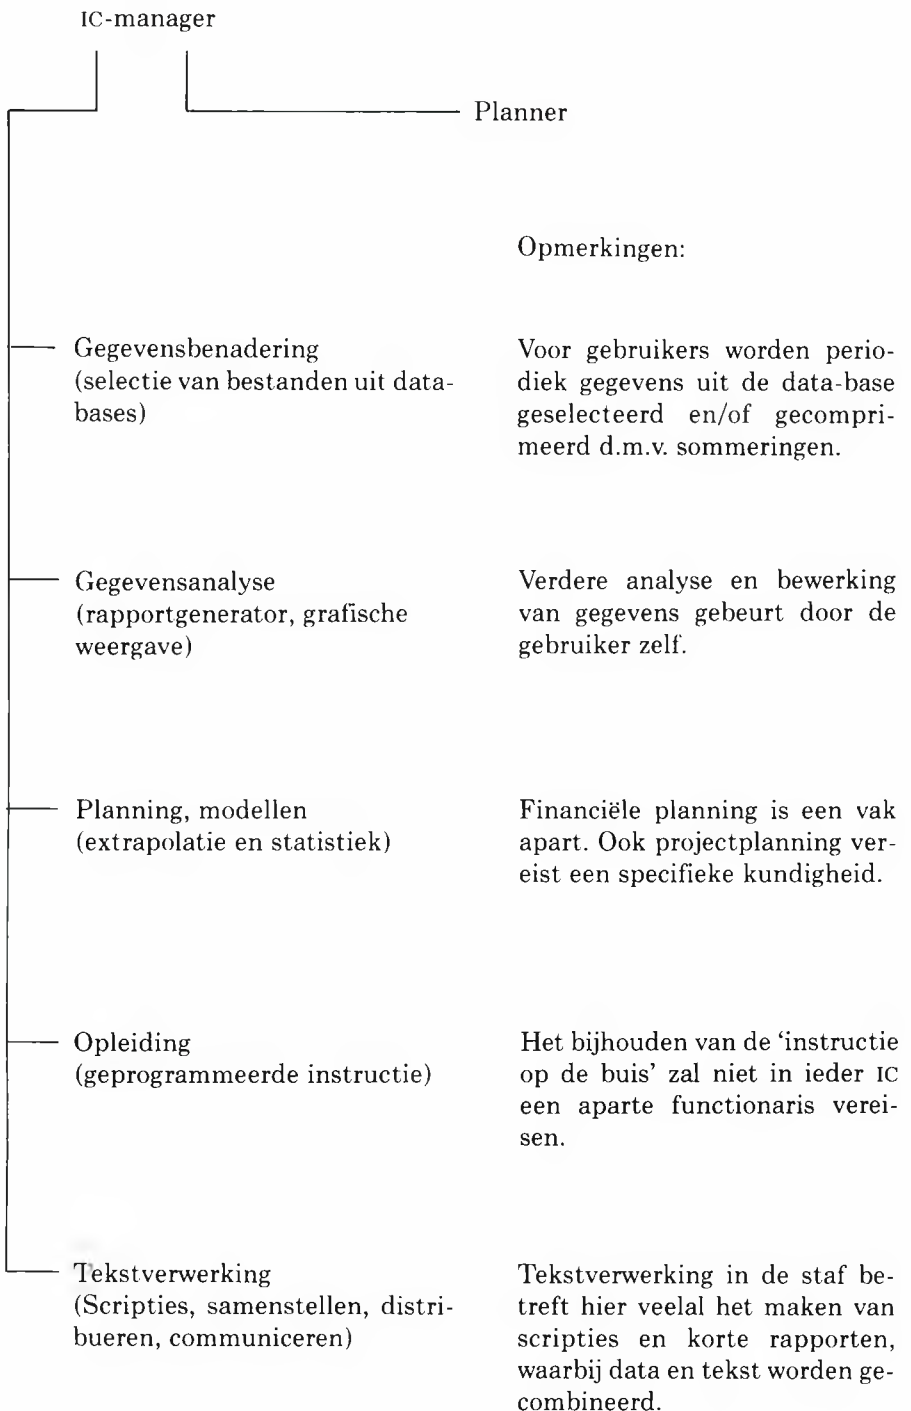 IC-manager
Planner
Opmerkingen:
Gegevensbenadering
(selectie van bestanden uit data-
bases)
Voor gebruikers worden perio-
diek gegevens uit de data-base
geselecteerd en/of gecompri-
meerd d.m.v. sommeringen.
Gegevensanalyse
(rapportgenerator, grafische
weergave)
Verdere analyse en bewerking
van gegevens gebeurt door de
gebruiker zelf.
Planning, modellen
(extrapolatie en statistiek)
Financiële planning is een vak
apart. Ook projectplanning ver-
eist een specifieke kundigheid.
Opleiding
(geprogrammeerde instructie)
Het bijhouden van de ‘instructie
op de buis’ zal niet in ieder IC
een aparte functionaris verei-
sen.
Tekstverwerking
(Scripties, samenstellen, distri-
bueren, communiceren)
Tekstverwerking in de staf be-
treft hier veelal het maken van
scripties en korte rapporten,
waarbij data en tekst worden ge-
combineerd.